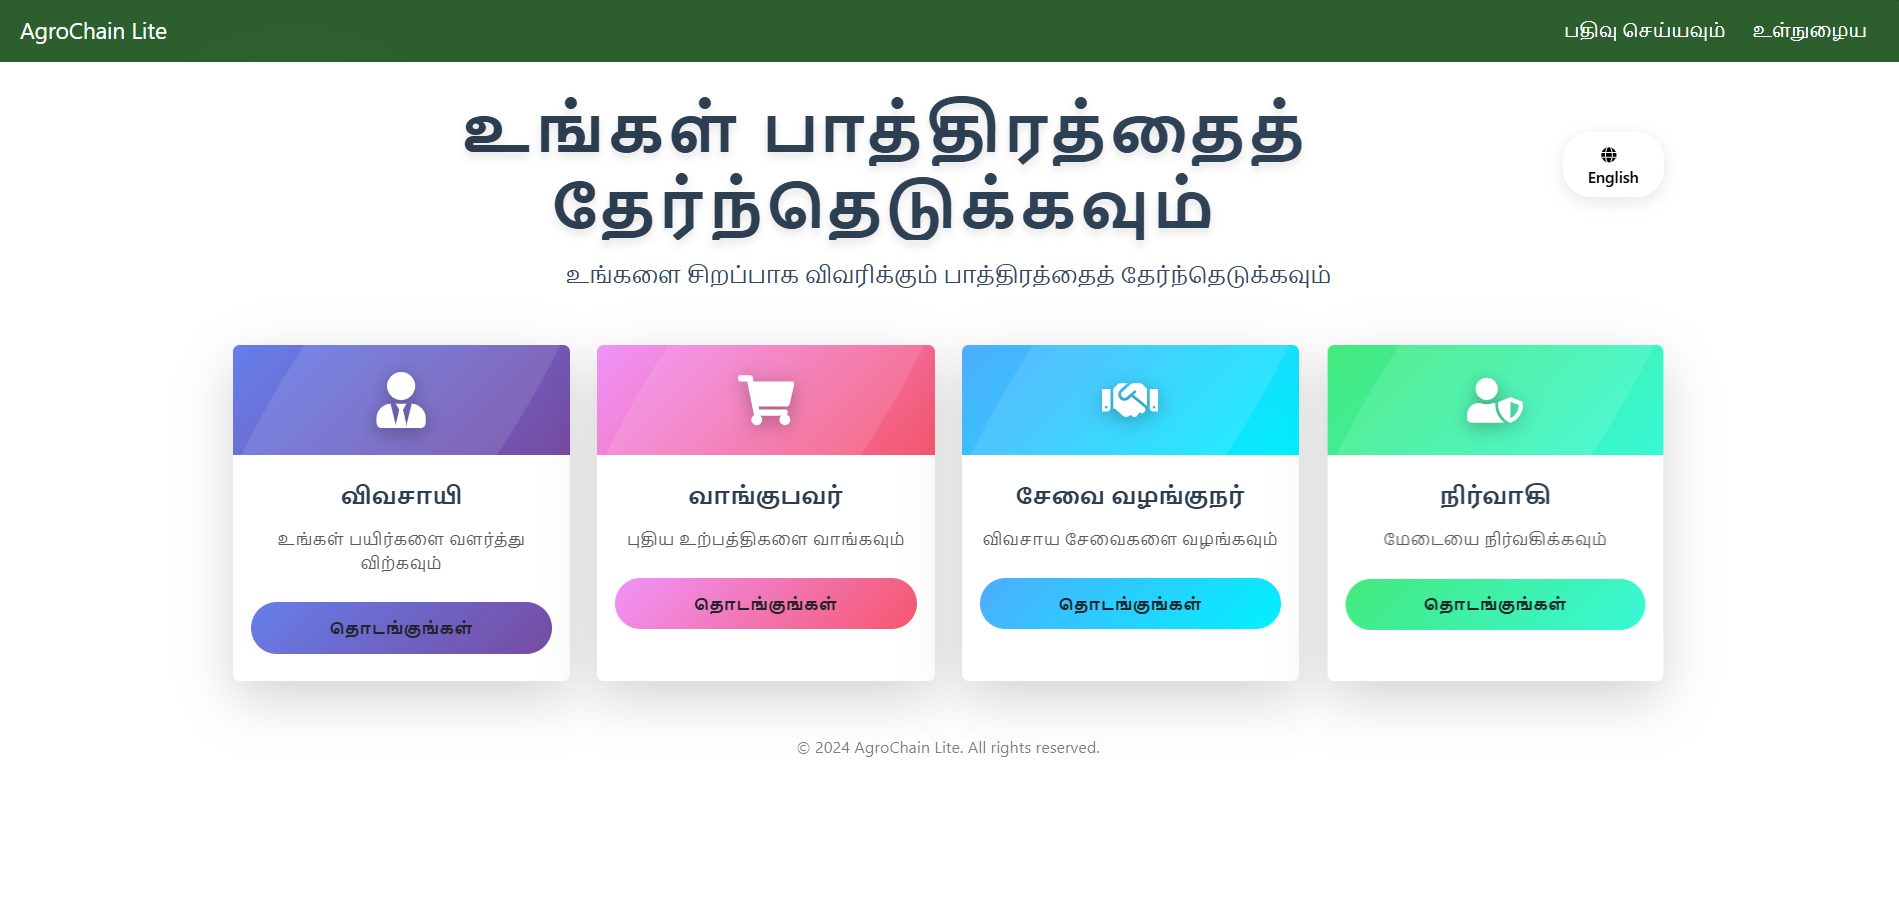 AgroChain Lite
பதிவு செய்யவும்
உள்நுழைய
உங்கள் பாத்திரத்தைத்
தேர்ந்தெடுக்கவும்
English
உங்களை சிறப்பாக விவரிக்கும் பாத்திரத்தைத் தேர்ந்தெடுக்கவும்
விவசாயி
உங்கள் பயிர்களை வளர்த்து
விற்கவும்
தொடங்குங்கள்
வாங்குபவர்
புதிய உற்பத்திகளை வாங்கவும்
தொடங்குங்கள்
சேவை வழங்குநர்
விவசாய சேவைகளை வழங்கவும்
தொடங்குங்கள்
நிர்வாகி
மேடையை நிர்வகிக்கவும்
தொடங்குங்கள்
© 2024 AgroChain Lite. All rights reserved.